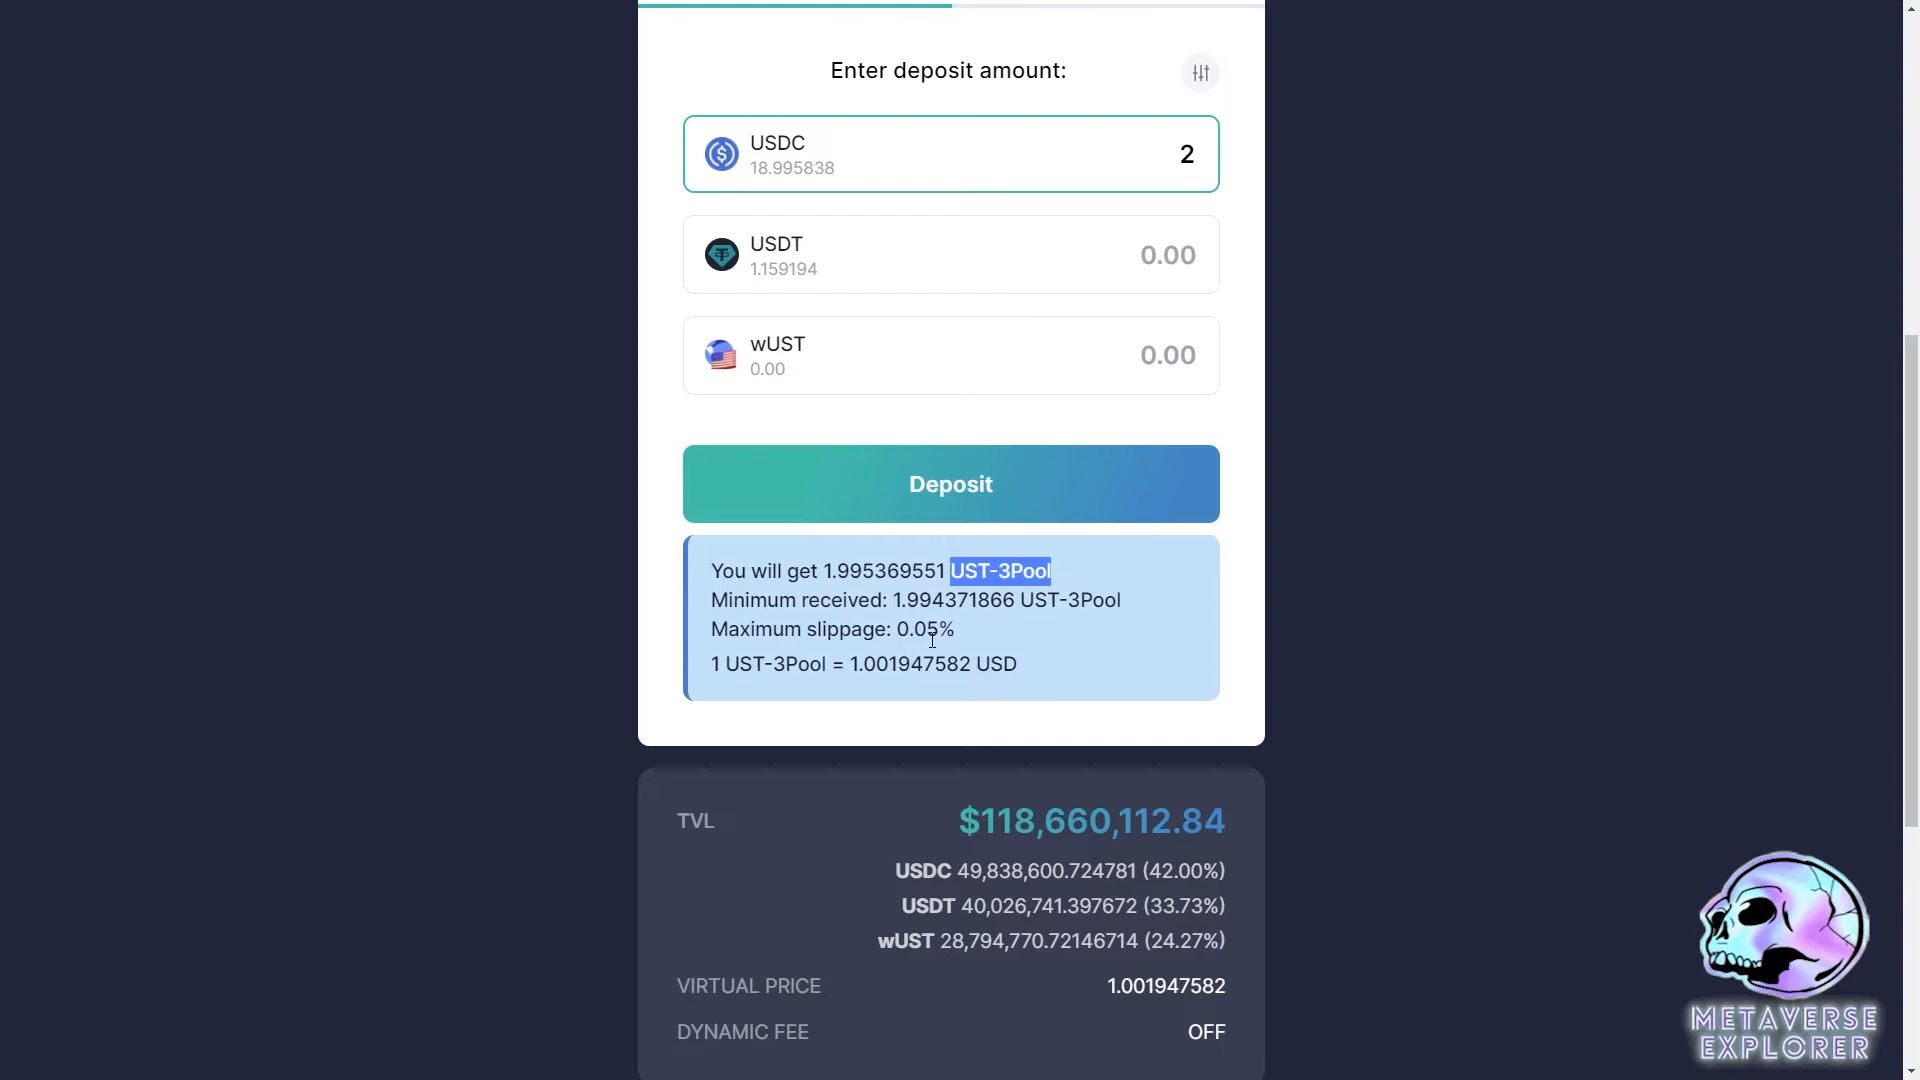 Enter deposit amount:
USDC
18.995838
2
USDT
1.159194
0.00
wUST
0.00
0.00
Deposit
You will get 1.995369551 UST-3Pool
Minimum received: 1.994371866 UST-3Pool
Maximum slippage: 0.05%
1 UST-3Pool = 1.001947582 USD
TVL
$118,660,112.84
USDC 49,838,600.724781 (42.00%)
USDT 40,026,741.397672 (33.73%)
wUST 28,794,770.72146714 (24.27%)
VIRTUAL PRICE
1.001947582
DYNAMIC FEE
OFF
METAVERSE
EXPLORER